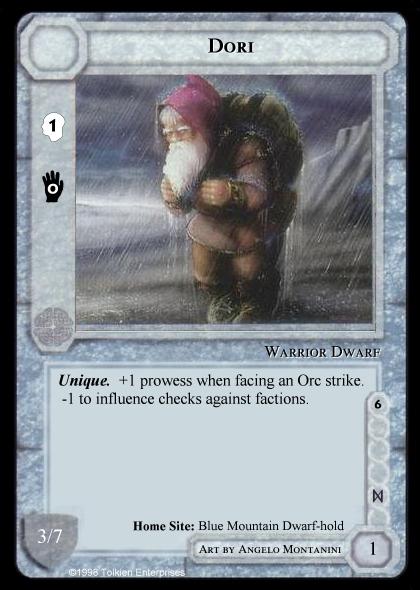 Dori
1
Warrior Dwarf
Unique. +1 prowess when facing an Orc strike.
-1 to influence checks against factions.
6
ᛞ
Home Site: Blue Mountain Dwarf-hold
3/7
Art by Angelo Montanini
1
©1998 Tolkien Enterprises